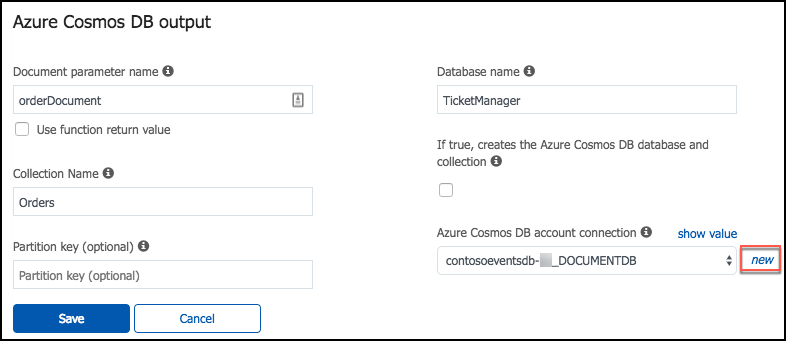 Azure Cosmos DB output
Document parameter name
orderDocument
Use function return value
Collection Name
Orders
Partition key (optional)
Partition key (optional)
Save
Cancel
Database name
TicketManager
If true, creates the Azure Cosmos DB database and
collection
Azure Cosmos DB account connection
show value
contosoeventsdb- _DOCUMENTDB
new